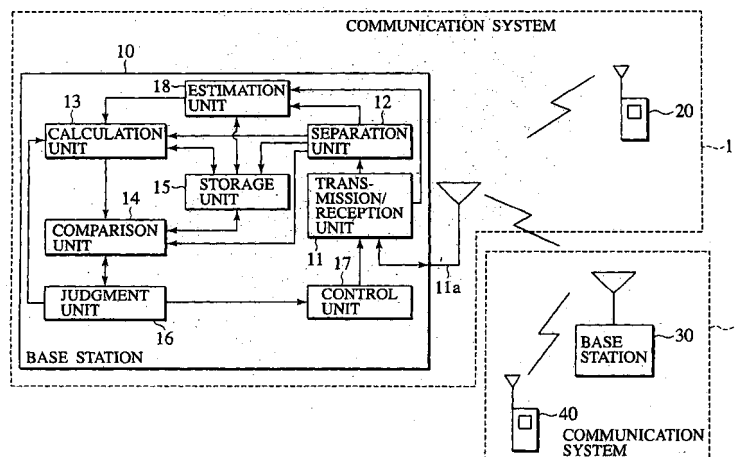 COMMUNICATION SYSTEM
10
18
ESTIMATION
UNIT
13
CALCULATION
UNIT
12
SEPARATION
UNIT
20
1
15
STORAGE
UNIT
TRANS-
MISSION/
RECEPTION
UNIT
14
COMPARISON
UNIT
11
17
11a
JUDGMENT
UNIT
16
CONTROL
UNIT
BASE STATION
BASE
STATION
30
40
COMMUNICATION
SYSTEM